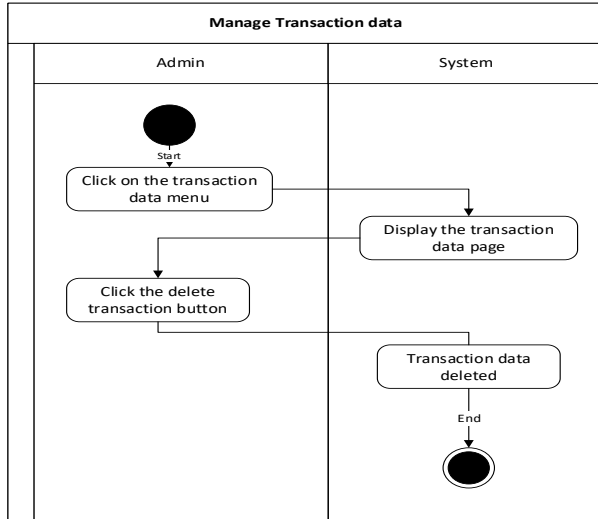 Manage Transaction data
Admin
System
Start
Click on the transaction
data menu
Display the transaction
data page
Click the delete
transaction button
Transaction data
deleted
End